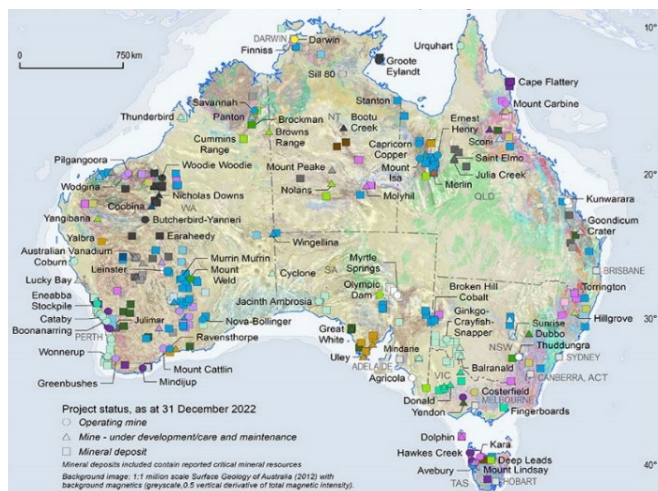 DARWIN
Darwin
Finniss
Urquhart
10°
0
750 km
Sill 80
Groote
Eylandt
Cape Flattery
Savannah
Stanton
Mount Carbine
Thunderbird
Panton
Brockman
NT
Bootu
Creek
Ernest
Henry
Browns
Range
Sconi
Cummins
Range
Capricorn
Copper
Saint Elmo
Pilgangoora
Woodie Woodie
Mount Peake
Mount
Isa
Julia Creek
20°
Wodgina
Nicholas Downs
Nolans
Merlin
Molyhil
QLD
Coobina
WA
Kunwarara
Yangibana
Butcherbird-Yanneri
Goondicum
Crater
Yalbra
Earaheedy
Wingellina
Australian Vanadium
Coburn
Murrin Murrin
Myrtle
Springs
BRISBANE
Leinster
Mount
Weld
Cyclone
SA
Lucky Bay
Olympic
Dam
Broken Hill
Cobalt
Torrington
Eneabba
Stockpile
Jacinth Ambrosia
Ginkgo-
Crayfish-
Snapper
Cataby
Julimar
Nova-Bollinger
Hillgrove
Boonanarring
Great
White
Sunrise
30°
PERTH
Ravensthorpe
Mindarie
NSW
Dubbo
Thuddungra
Wonnerup
Uley
ADELAIDE
SYDNEY
Mount Cattlin
Agricola
Balranald
CANBERRA, ACT
Greenbushes
Mindijup
VIC
Donald
Costerfield
MELBOURNE
Yendon
Fingerboards
Project status, as at 31 December 2022
Operating mine
Dolphin
Mine - under development/care and maintenance
Kara
Hawkes Creek
Mineral deposit
Deep Leads
40°
Mineral deposits included contain reported critical mineral resources
Avebury
Mount Lindsay
Background image: 1:1 million scale Surface Geology of Australia (2012) with
TAS
HOBART
background magnetics (greyscale,0.5 vertical derivative of total magnetic intensity).